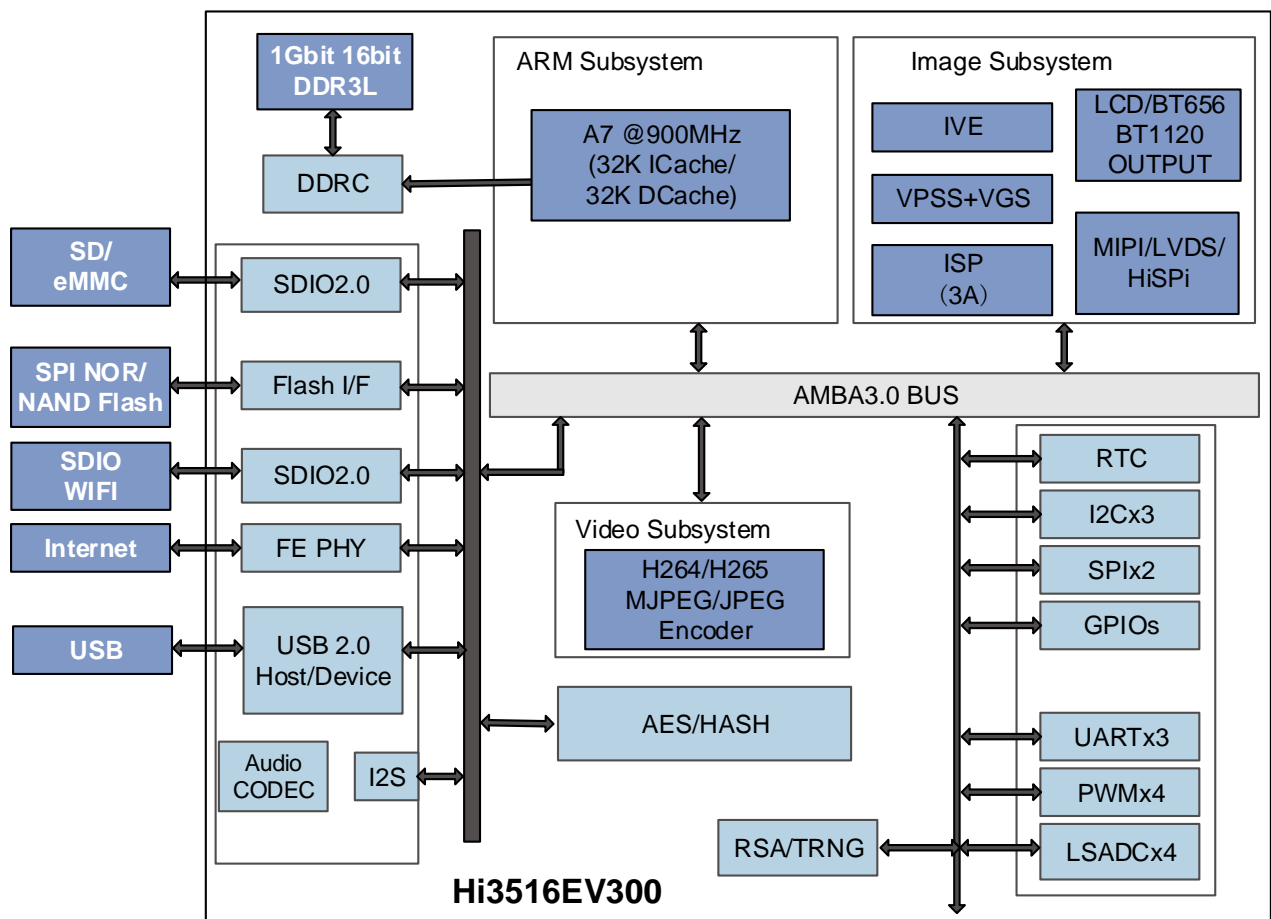 1Gbit 16bit
DDR3L
DDRC
ARM Subsystem
A7 @900MHz
(32K ICache/
32K DCache)
Image Subsystem
IVE
VPSS+VGS
ISP
（3A）
LCD/BT656
BT1120
OUTPUT
MIPI/LVDS/
HiSPi
SD/
eMMC
SDIO2.0
SPI NOR/
NAND Flash
Flash I/F
SDIO
WIFI
SDIO2.0
Internet
FE PHY
USB
USB 2.0
Host/Device
Audio
CODEC
I2S
AMBA3.0 BUS
Video Subsystem
H264/H265
MJPEG/JPEG
Encoder
AES/HASH
RSA/TRNG
RTC
I2Cx3
SPIx2
GPIOs
UARTx3
PWMx4
LSADCx4
Hi3516EV300